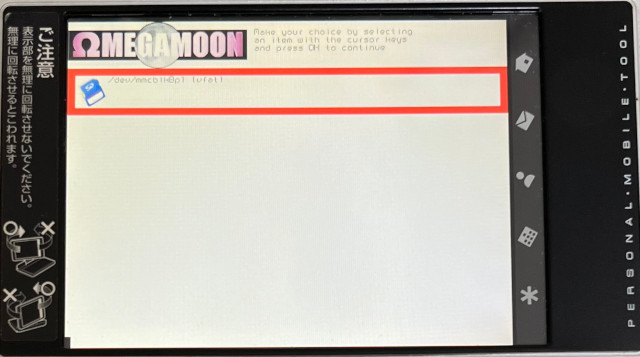 ΩMEGAMOON
Make your choice by selecting
an item with the cursor keys
and press OK to continue
/dev/mmcblk0p1 (vfat)
ご注意
表示部を無理に回転させないでください。
無理に回転させるとこわれます。
PERSONAL・MOBILE・TOOL